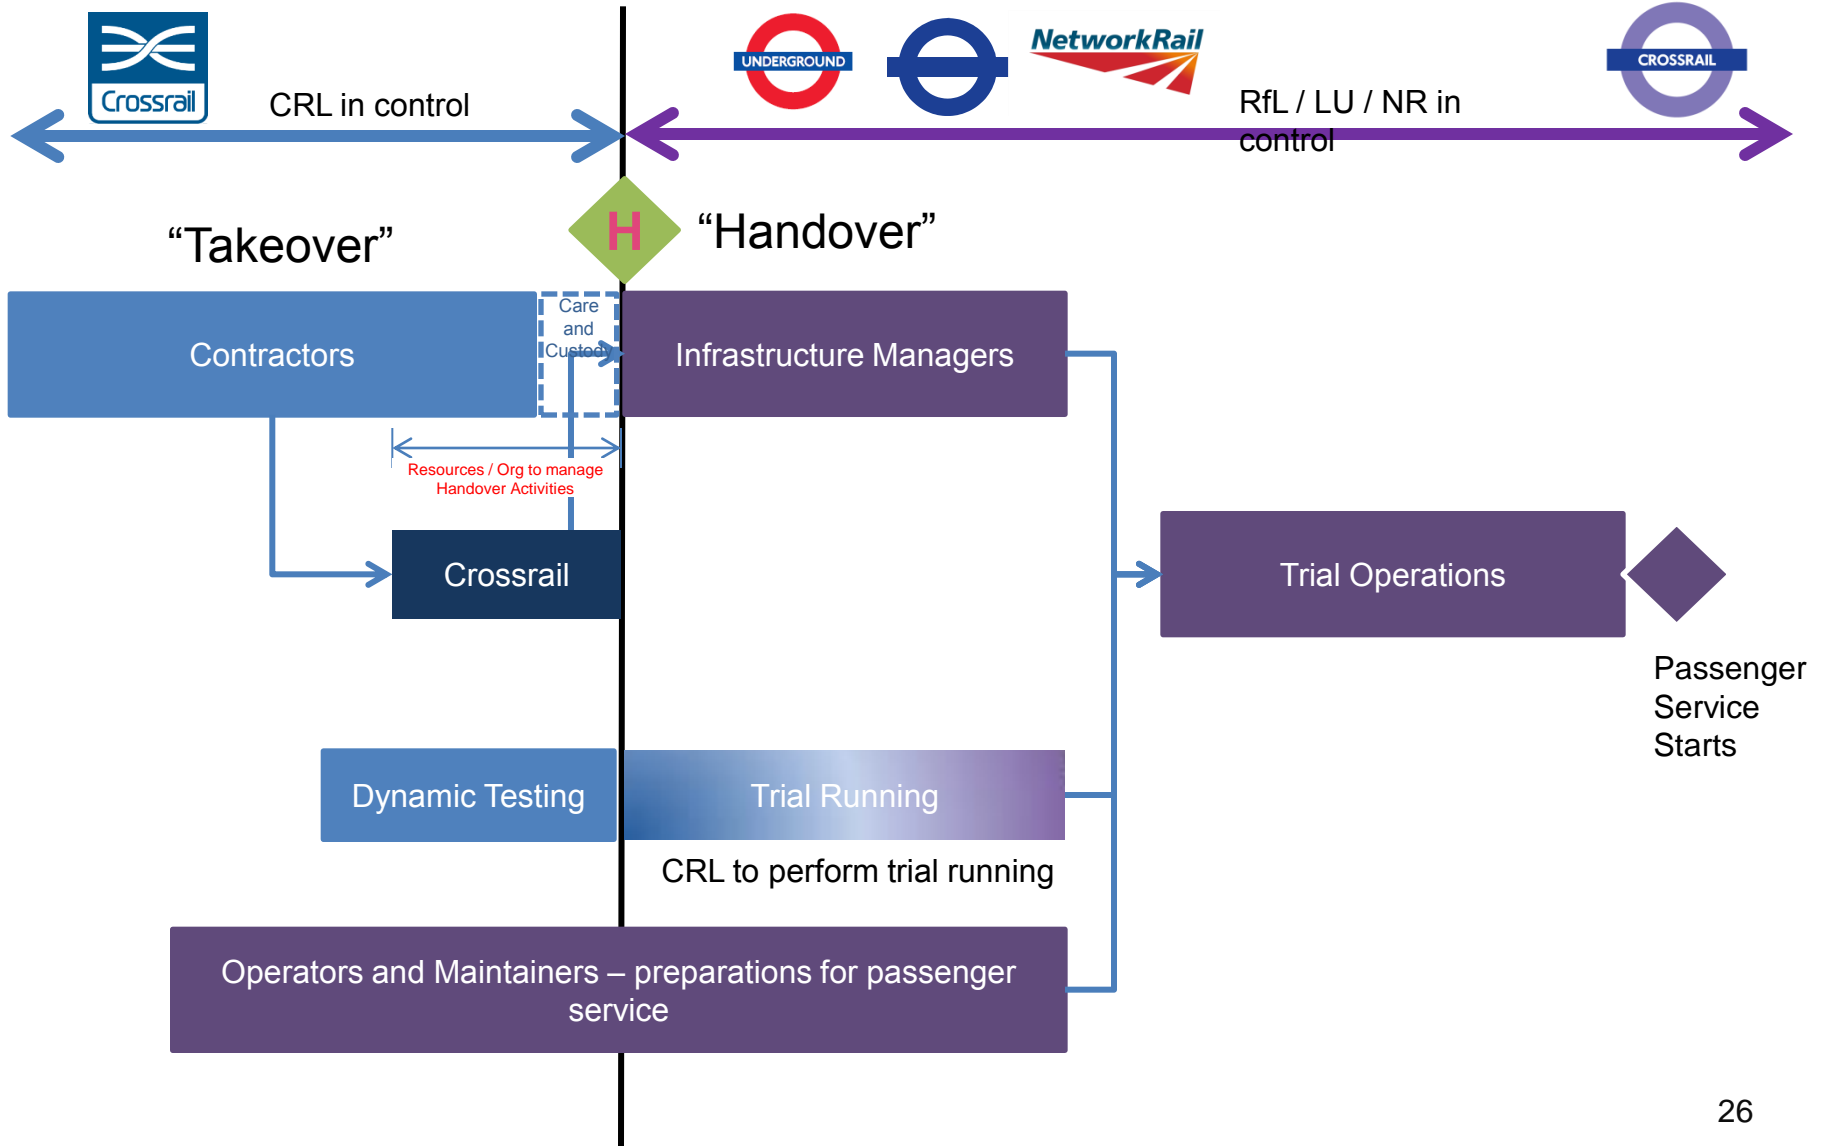 Crossrail
CRL in control
UNDERGROUND
NetworkRail
CROSSRAIL
RfL / LU / NR in
control
“Takeover”
H
“Handover”
Contractors
Care
and
Custody
Infrastructure Managers
Resources / Org to manage
Handover Activities
Crossrail
Trial Operations
Passenger
Service
Starts
Dynamic Testing
Trial Running
CRL to perform trial running
Operators and Maintainers – preparations for passenger
service
26